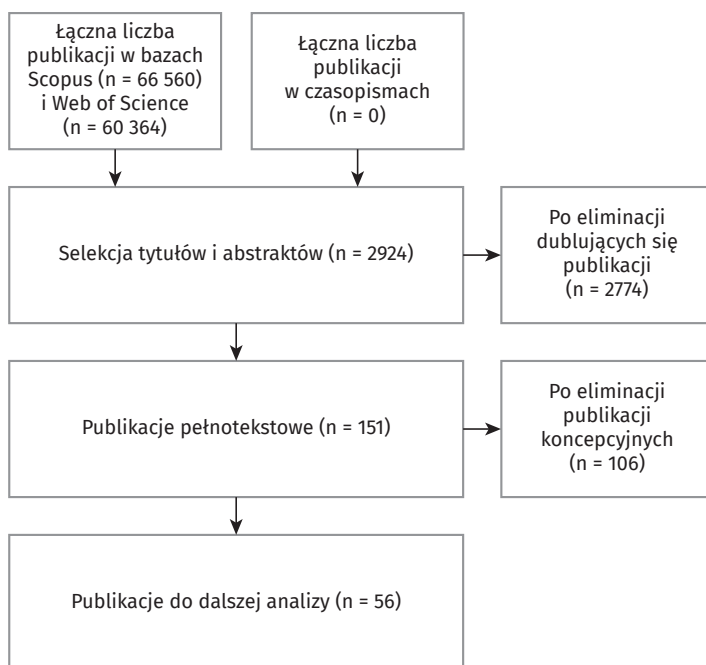 Łączna liczba
publikacji w bazach
Scopus (n = 66 560)
i Web of Science
(n = 60 364)
Łączna liczba
publikacji
w czasopismach
(n = 0)
Selekcja tytułów i abstraktów (n = 2924)
Po eliminacji
dublujących się
publikacji
(n = 2774)
Publikacje pełnotekstowe (n = 151)
Po eliminacji
publikacji
koncepcyjnych
(n = 106)
Publikacje do dalszej analizy (n = 56)